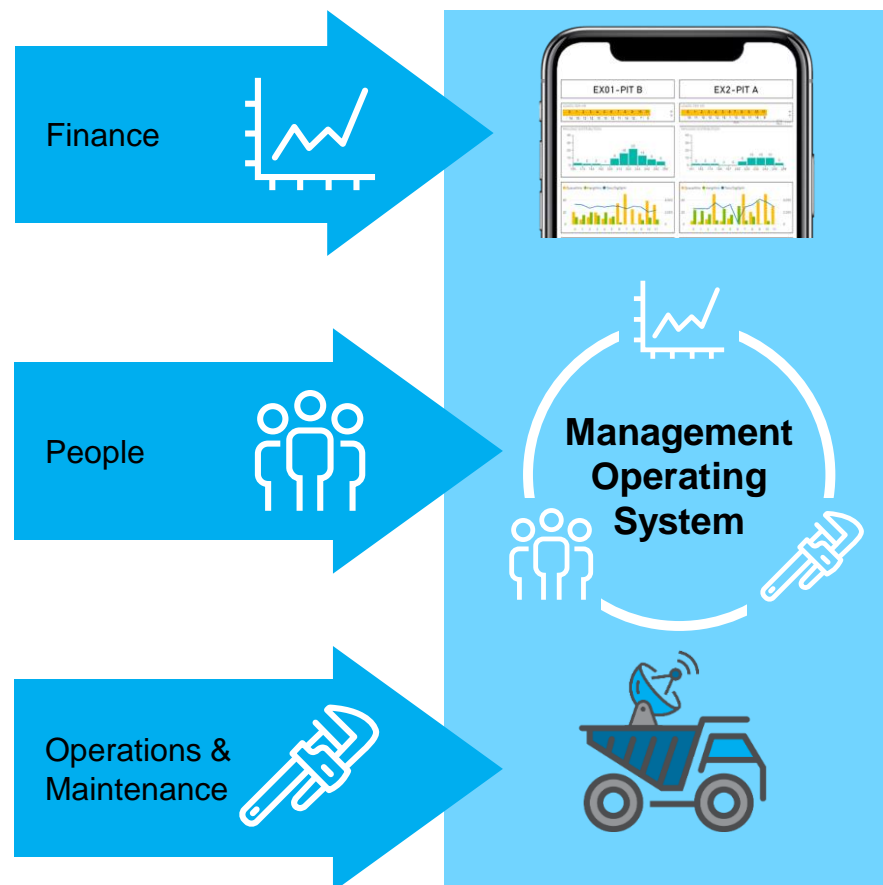 Finance
EX01-PIT B
EX2-PIT A
People
Management
Operating
System
Operations &
Maintenance